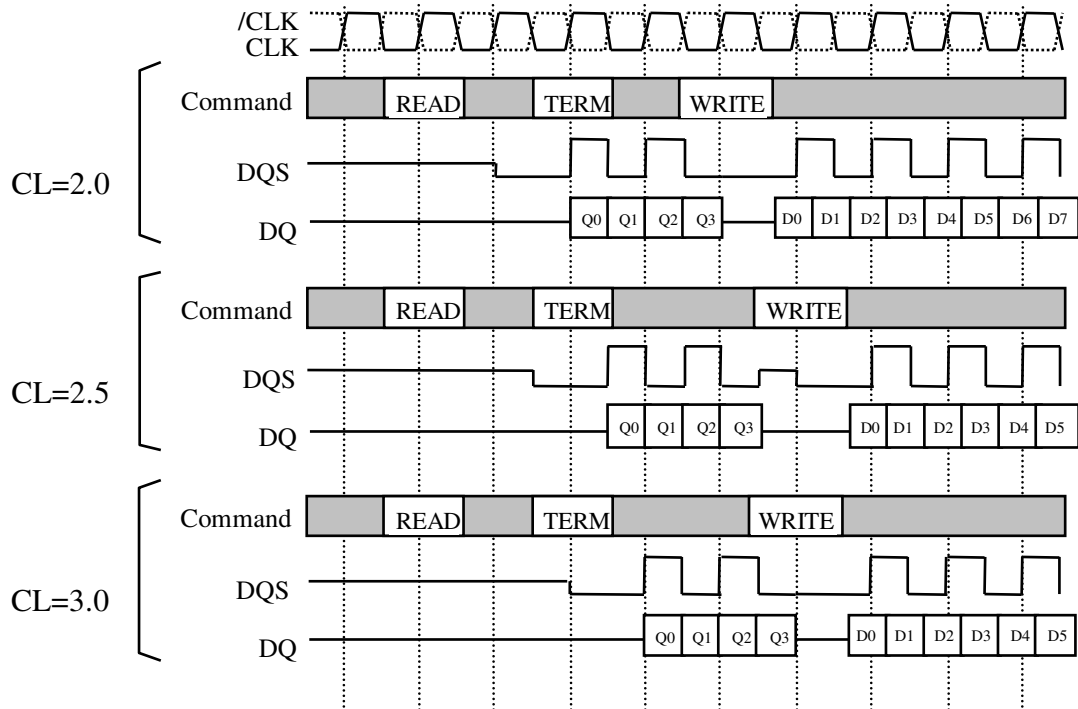 /CLK
CLK
Command READ TERM WRITE
CL=2.0
DQS
DQ Q0 Q1 Q2 Q3 D0 D1 D2 D3 D4 D5 D6 D7
Command READ TERM WRITE
CL=2.5
DQS
DQ Q0 Q1 Q2 Q3 D0 D1 D2 D3 D4 D5
Command READ TERM WRITE
CL=3.0
DQS
DQ Q0 Q1 Q2 Q3 D0 D1 D2 D3 D4 D5